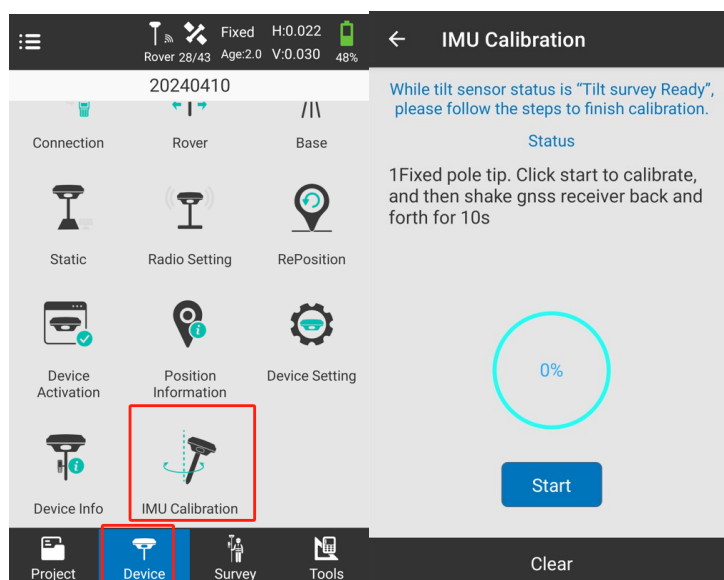 Fixed H:0.022
Rover 28/43 Age:2.0 V:0.030 48%
20240410
Connection
Rover
Base
Static
Radio Setting
RePosition
Device
Activation
Position
Information
Device Setting
Device Info
IMU Calibration
Project
Device
Survey
Tools
IMU Calibration
While tilt sensor status is “Tilt survey Ready”,
please follow the steps to finish calibration.
Status
1Fixed pole tip. Click start to calibrate,
and then shake gnss receiver back and
forth for 10s
0%
Start
Clear